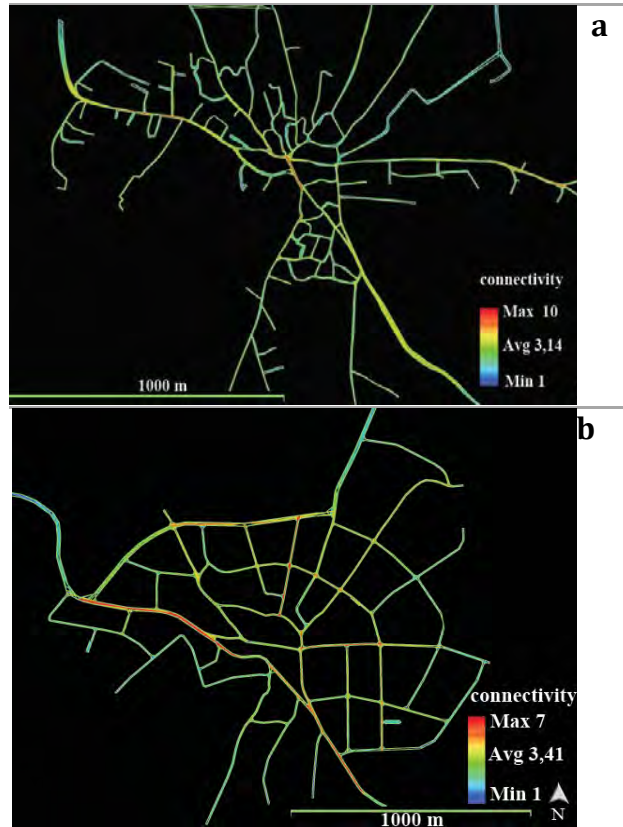 a
connectivity
Max 10
Avg 3,14
Min 1
1000 m
b
connectivity
Max 7
Avg 3,41
Min 1
N
1000 m